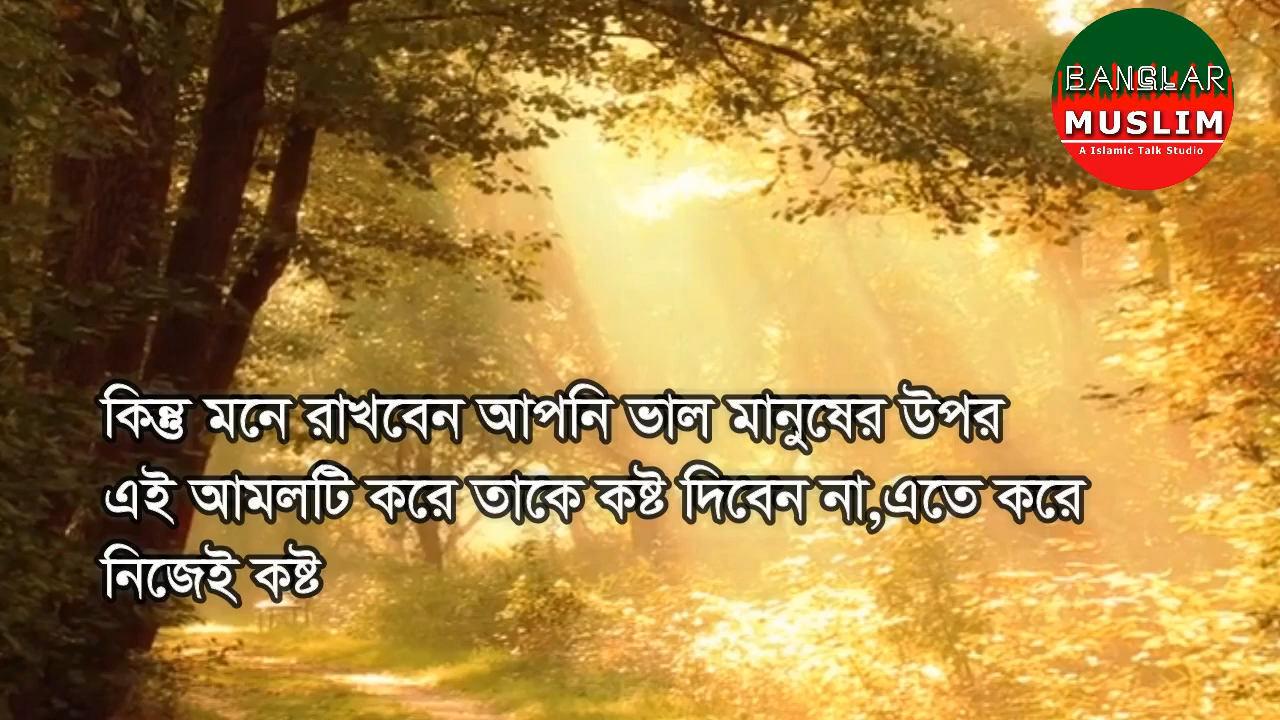 BANGLAR
MUSLIM
A Islamic Talk Studio
কিন্তু মনে রাখবেন আপনি ভাল মানুষের উপর
এই আমলটি করে তাকে কষ্ট দিবেন না,এতে করে
নিজেই কষ্ট